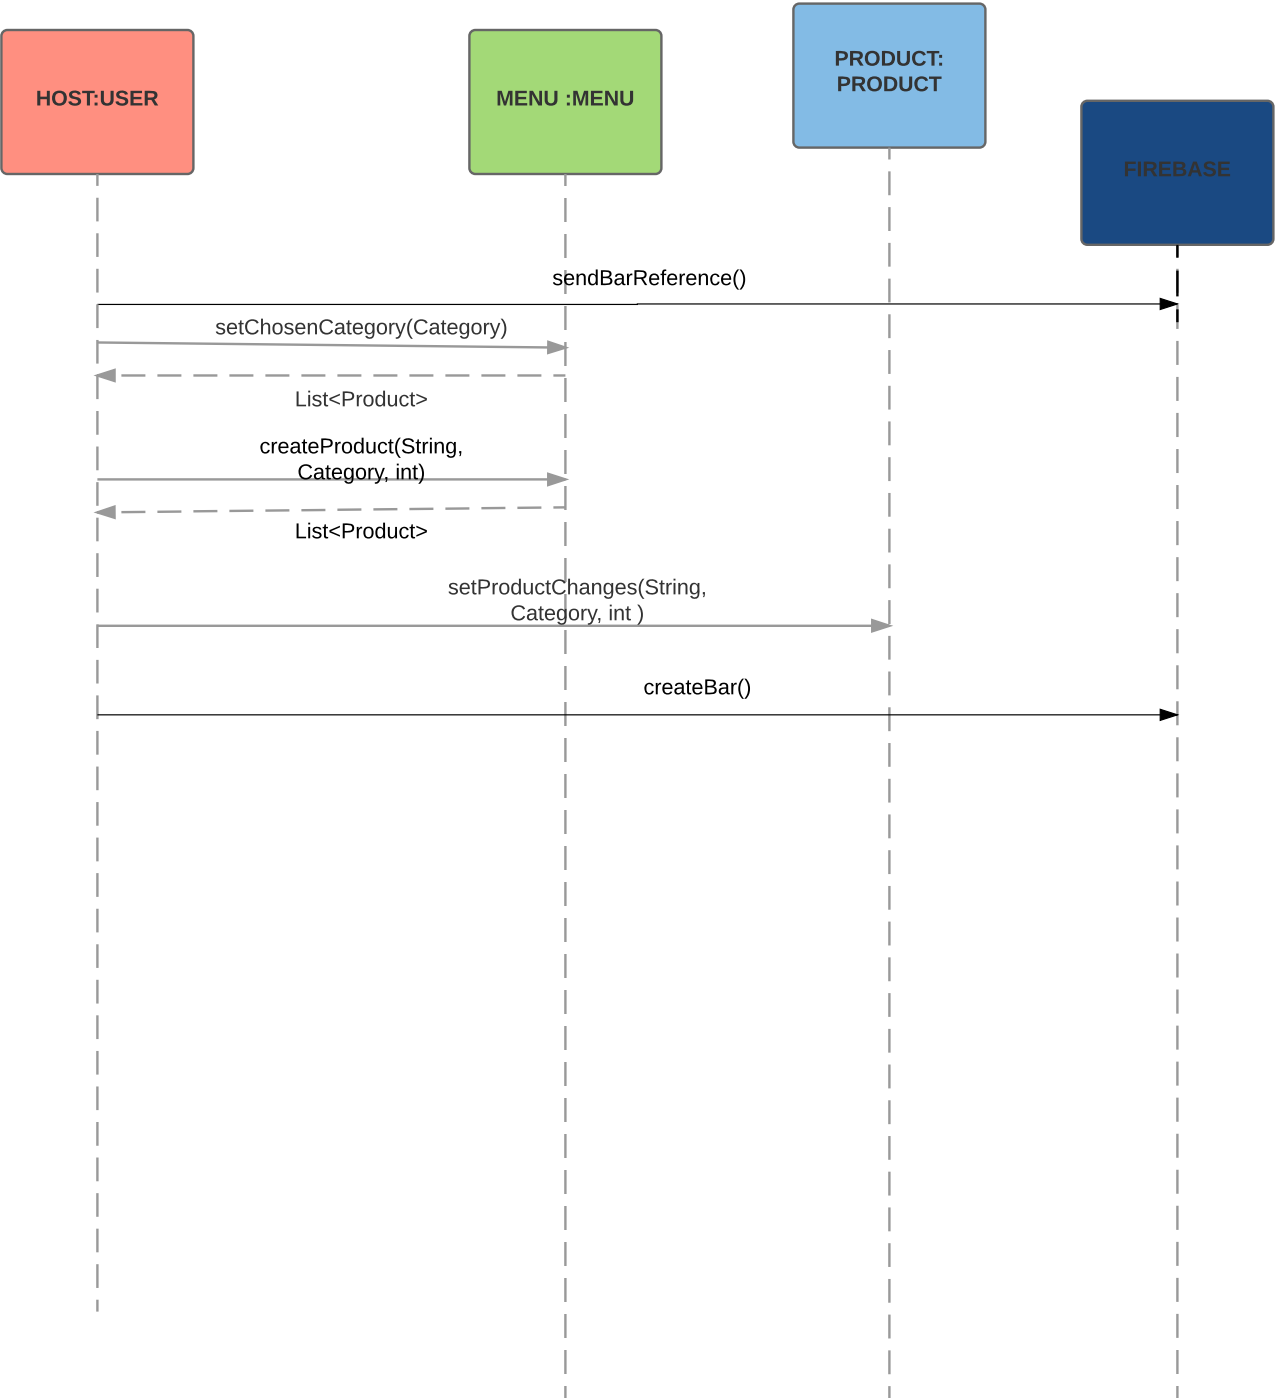 HOST:USER
MENU :MENU
PRODUCT:
PRODUCT
FIREBASE
sendBarReference()
setChosenCategory(Category)
List<Product>
createProduct(String,
Category, int)
List<Product>
setProductChanges(String,
Category, int )
createBar()